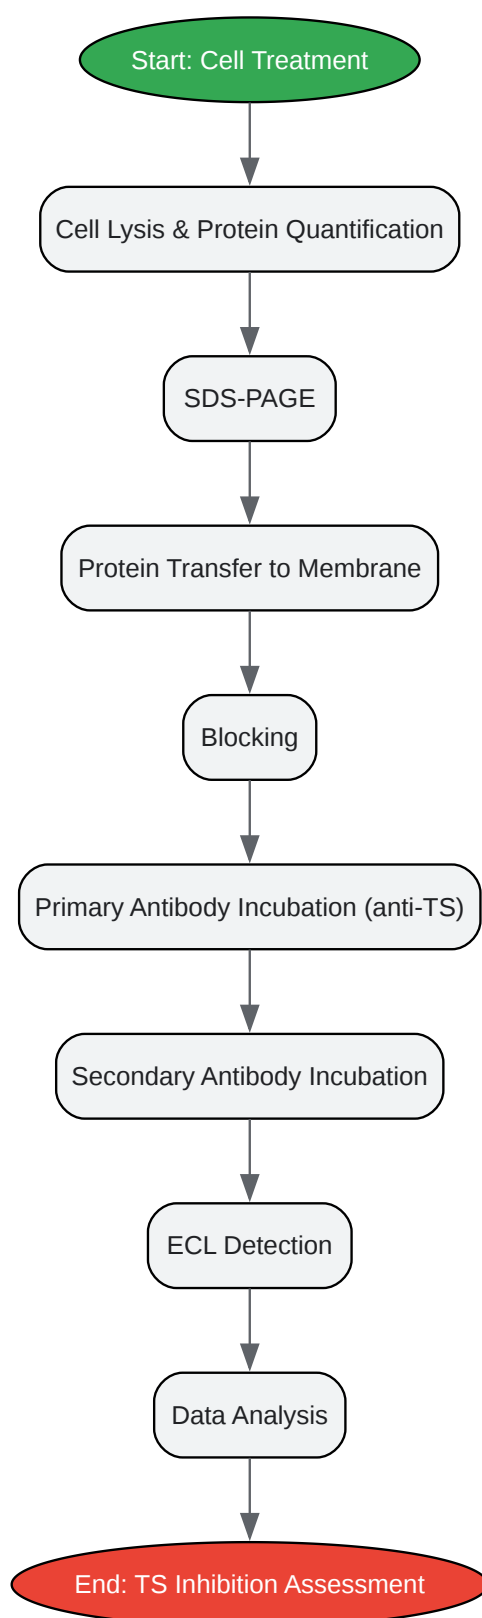 Start: Cell Treatment
Cell Lysis & Protein Quantification
SDS-PAGE
Protein Transfer to Membrane
Blocking
Primary Antibody Incubation (anti-TS)
Secondary Antibody Incubation
ECL Detection
Data Analysis
End: TS Inhibition Assessment